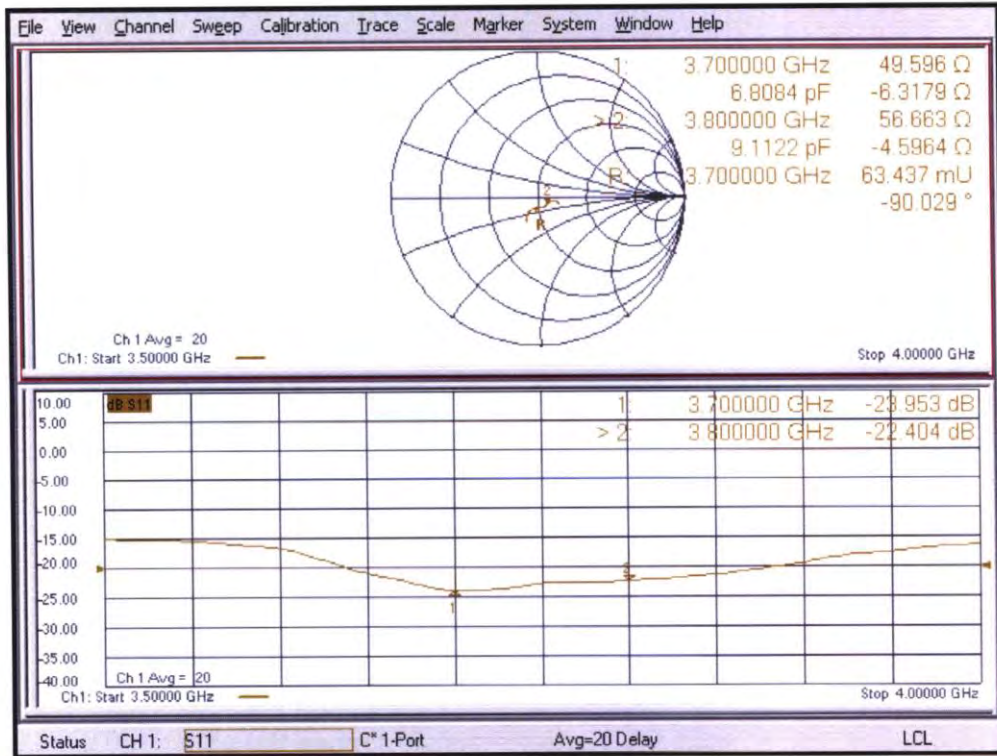 File View Channel Sweep Calibration Trace Scale Marker System Window Help
1: 3.700000 GHz 49.596 Ω
6.8084 pF -6.3179 Ω
> 2: 3.800000 GHz 56.663 Ω
9.1122 pF -4.5964 Ω
R: 3.700000 GHz 63.437 mU
-90.029 °
2
R
Ch 1 Avg = 20
Ch1: Start 3.50000 GHz
Stop 4.00000 GHz
dB S11
1: 3.700000 GHz -23.953 dB
> 2: 3.800000 GHz -22.404 dB
10.00
5.00
0.00
-5.00
-10.00
-15.00
-20.00
-25.00
-30.00
-35.00
-40.00
1
Ch 1 Avg = 20
Ch1: Start 3.50000 GHz
Stop 4.00000 GHz
Status CH 1: S11 C* 1-Port Avg=20 Delay LCL